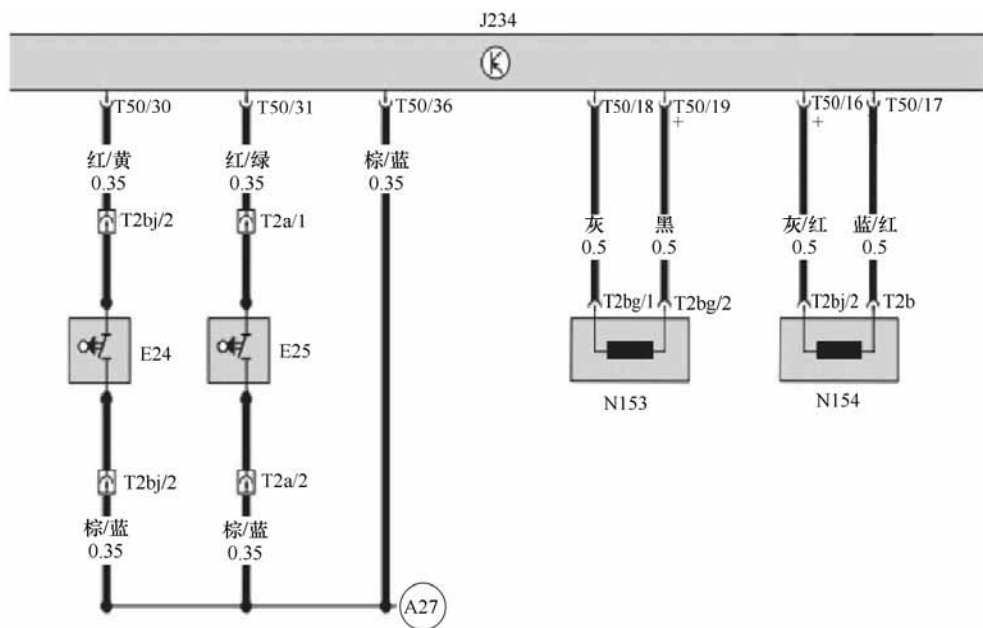 J234
T50/30
T50/31
T50/36
T50/18
T50/19
+
T50/16
+
T50/17
红/黄
0.35
红/绿
0.35
棕/蓝
0.35
T2bj/2
T2a/1
灰
0.5
黑
0.5
灰/红
0.5
蓝/红
0.5
T2bg/1
T2bg/2
T2bj/2
T2b
E24
E25
N153
N154
T2bj/2
T2a/2
棕/蓝
0.35
棕/蓝
0.35
A27